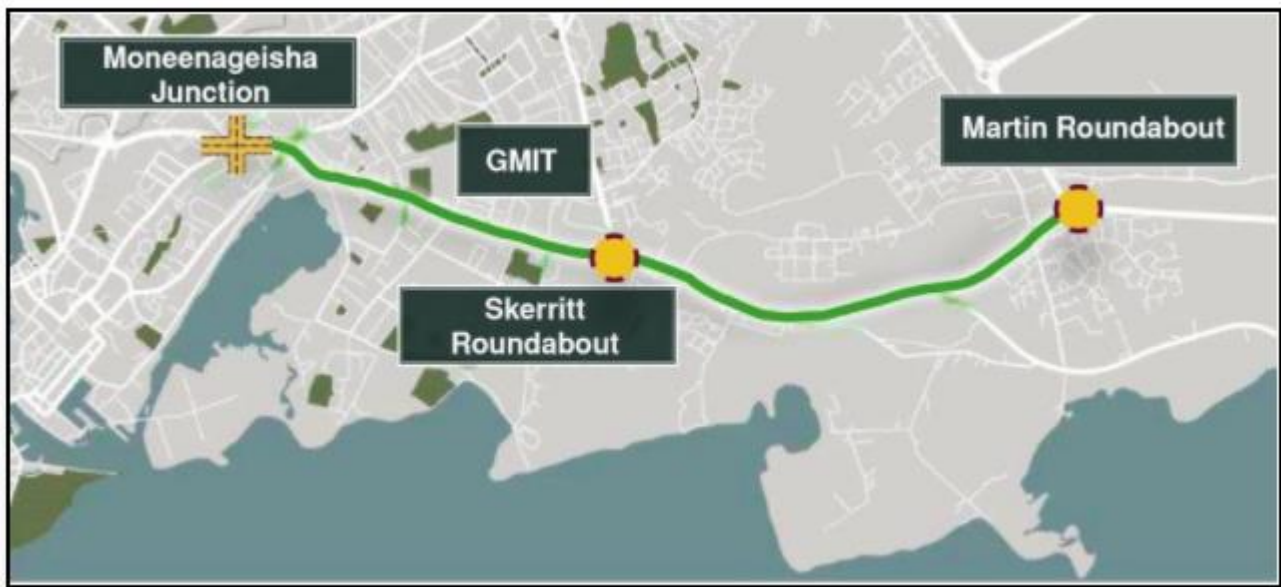 Moneenageisha
Junction
GMIT
Martin Roundabout
Skerritt
Roundabout